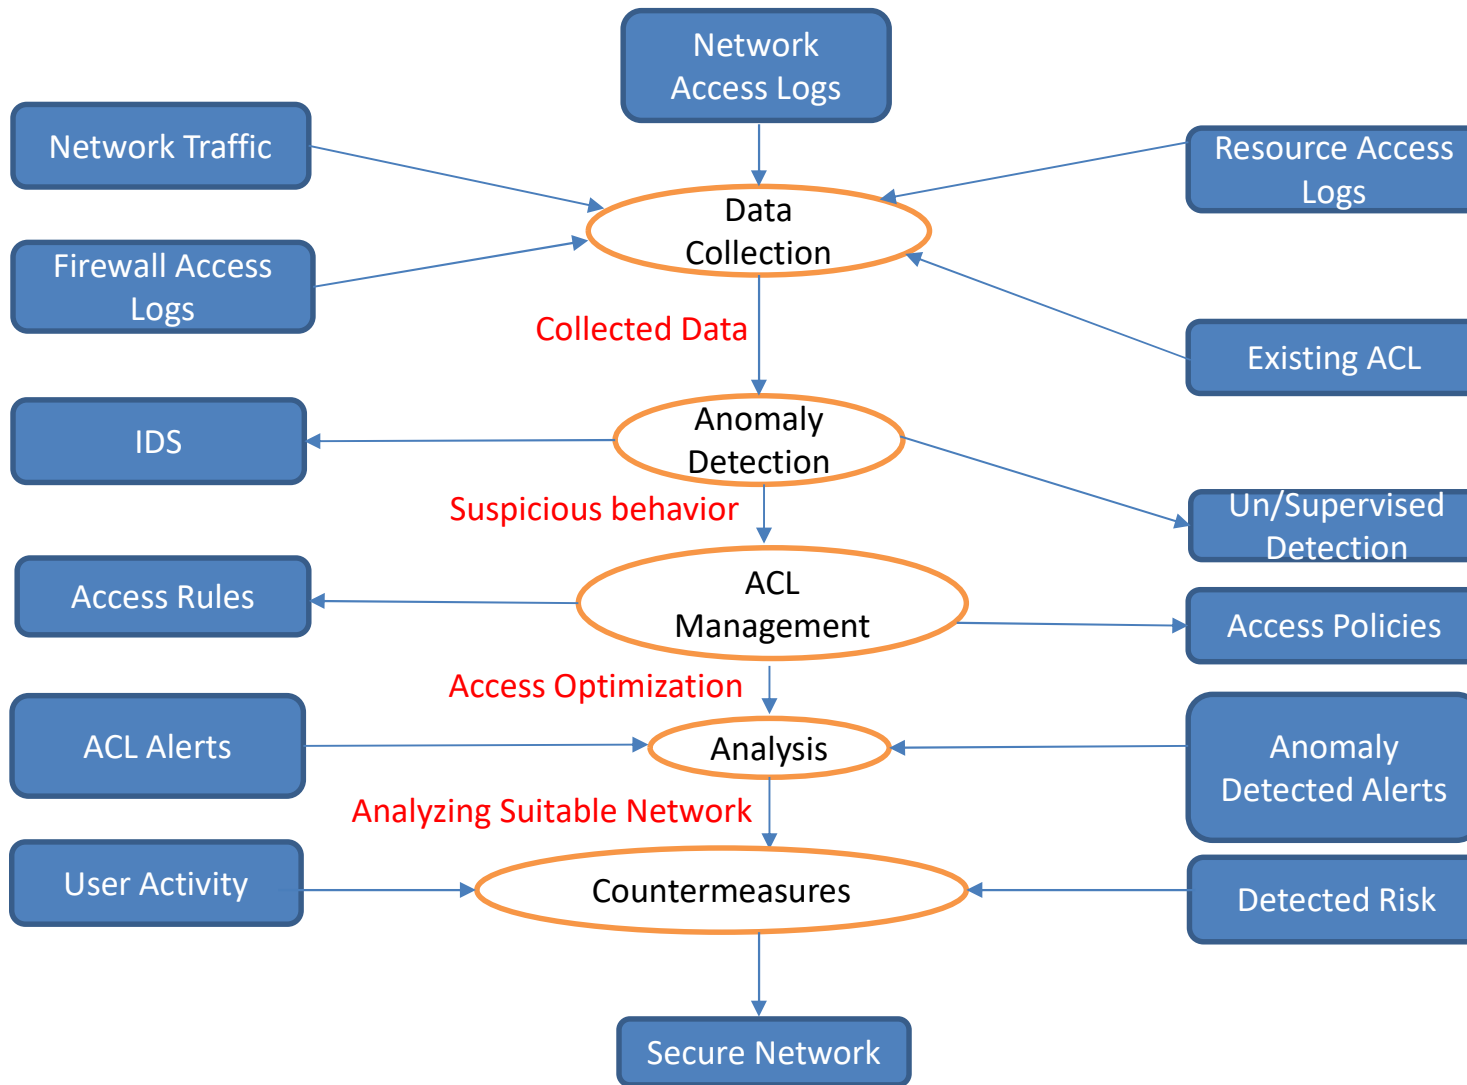 Network
Access Logs
Network Traffic
Resource Access
Logs
Data
Collection
Firewall Access
Logs
Collected Data
Existing ACL
Anomaly
Detection
IDS
Suspicious behavior
Un/Supervised
Detection
Access Rules
ACL
Management
Access Policies
Access Optimization
ACL Alerts
Analysis
Anomaly
Detected Alerts
Analyzing Suitable Network
User Activity
Countermeasures
Detected Risk
Secure Network